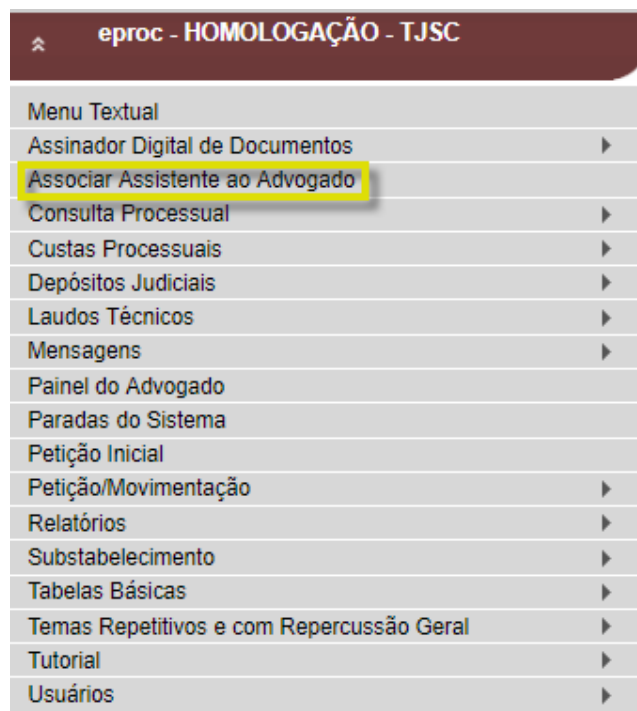 eproc - HOMOLOGAÇÃO - TJSC
Menu Textual
Assinador Digital de Documentos
Associar Assistente ao Advogado
Consulta Processual
Custas Processuais
Depósitos Judiciais
Laudos Técnicos
Mensagens
Painel do Advogado
Paradas do Sistema
Petição Inicial
Petição/Movimentação
Relatórios
Substabelecimento
Tabelas Básicas
Temas Repetitivos e com Repercussão Geral
Tutorial
Usuários